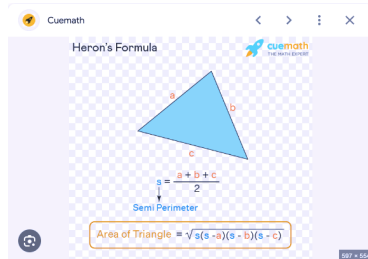 Cuemath
Heron's Formula
cuemath
THE MATH EXPERT
a
b
c
s = a + b + c
2
Semi Perimeter
Area of Triangle = √s(s -a)(s - b)(s - c)
597 × 554